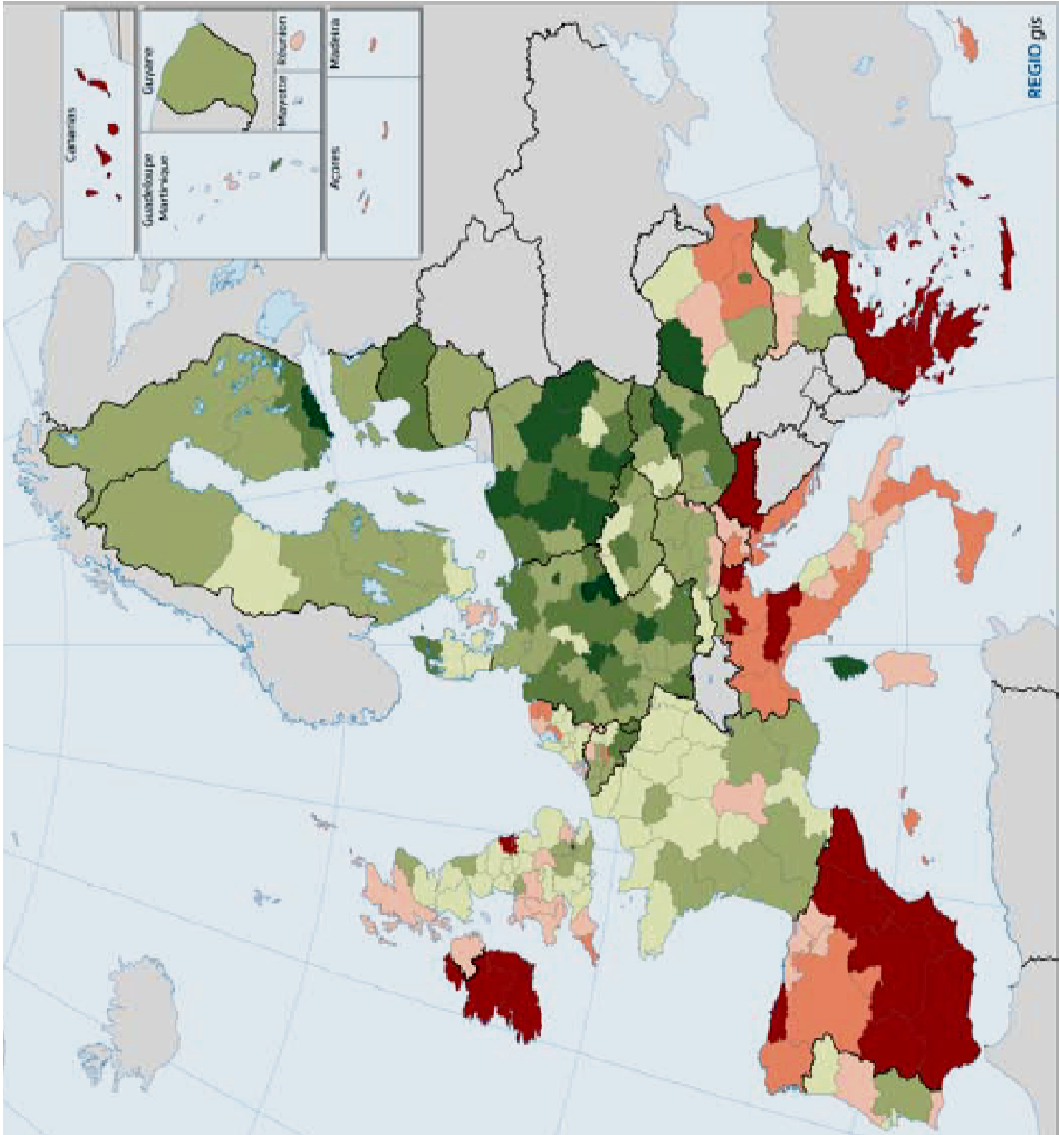 Canarias
Guyane
Guadeloupe
Martinique
Mayotte
Réunion
Açores
Madeira
REGIO gis